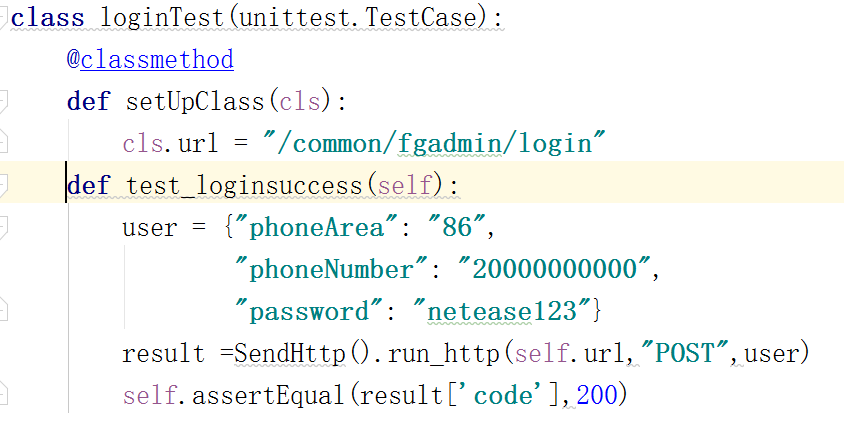 class loginTest(unittest.TestCase):
    @classmethod
    def setUpClass(cls):
        cls.url = "/common/fgadmin/login"
    def test_loginsuccess(self):
        user = {"phoneArea": "86",
                "phoneNumber": "20000000000",
                "password": "netease123"}
        result =SendHttp().run_http(self.url,"POST",user)
        self.assertEqual(result['code'],200)